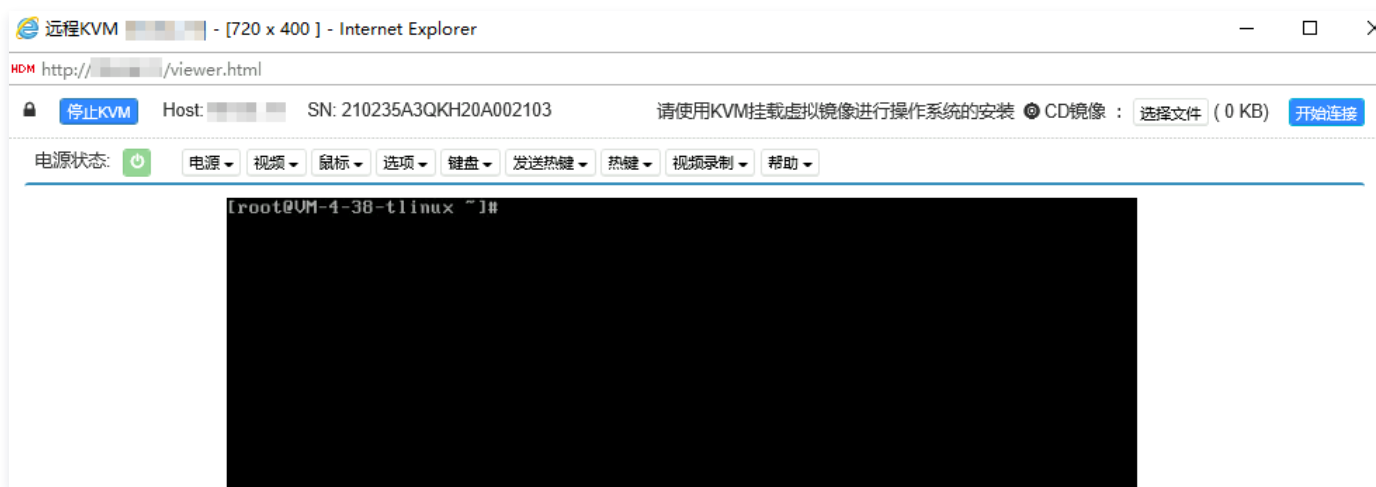 远程KVM - [720 x 400 ] - Internet Explorer
HDM http:// /viewer.html
停止KVM Host: SN: 210235A3QKH20A002103 请使用KVM挂载虚拟镜像进行操作系统的安装 CD镜像 : 选择文件 ( 0 KB) 开始连接
电源状态: 电源 视频 鼠标 选项 键盘 发送热键 热键 视频录制 帮助
[root@VM-4-38-tlinux ~]#